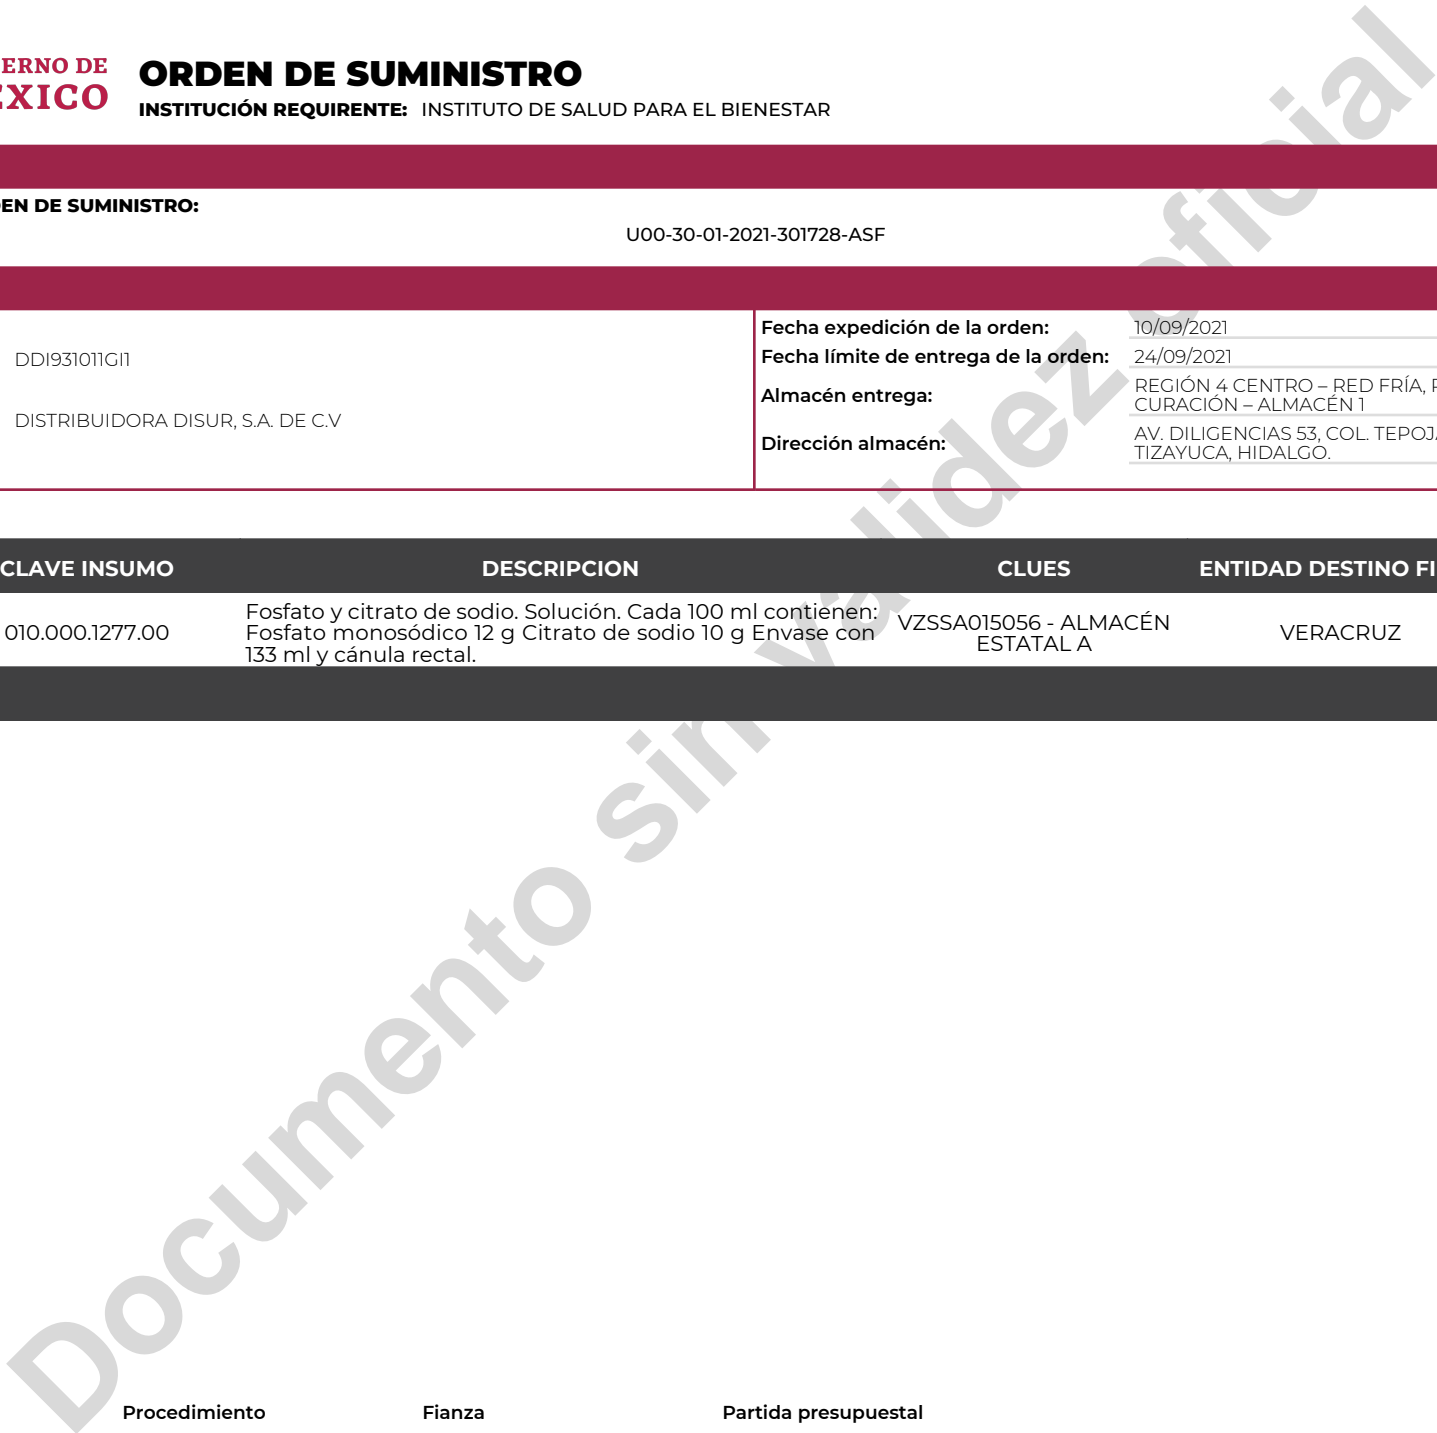 ERNO DE
EXICO
ORDEN DE SUMINISTRO
INSTITUCIÓN REQUIRENTE: INSTITUTO DE SALUD PARA EL BIENESTAR
EN DE SUMINISTRO:
U00-30-01-2021-301728-ASF
DDI931011GI1
DISTRIBUIDORA DISUR, S.A. DE C.V
Fecha expedición de la orden: 10/09/2021
Fecha límite de entrega de la orden: 24/09/2021
Almacén entrega: REGIÓN 4 CENTRO – RED FRÍA,
CURACIÓN – ALMACÉN 1
Dirección almacén: AV. DILIGENCIAS 53, COL. TEPOJA
TIZAYUCA, HIDALGO.
CLAVE INSUMO DESCRIPCION CLUES ENTIDAD DESTINO FI
010.000.1277.00
Fosfato y citrato de sodio. Solución. Cada 100 ml contienen:
Fosfato monosódico 12 g Citrato de sodio 10 g Envase con
133 ml y cánula rectal.
VZSSA015056 - ALMACÉN
ESTATAL A
VERACRUZ
Documento sin validez oficial
Procedimiento Fianza Partida presupuestal